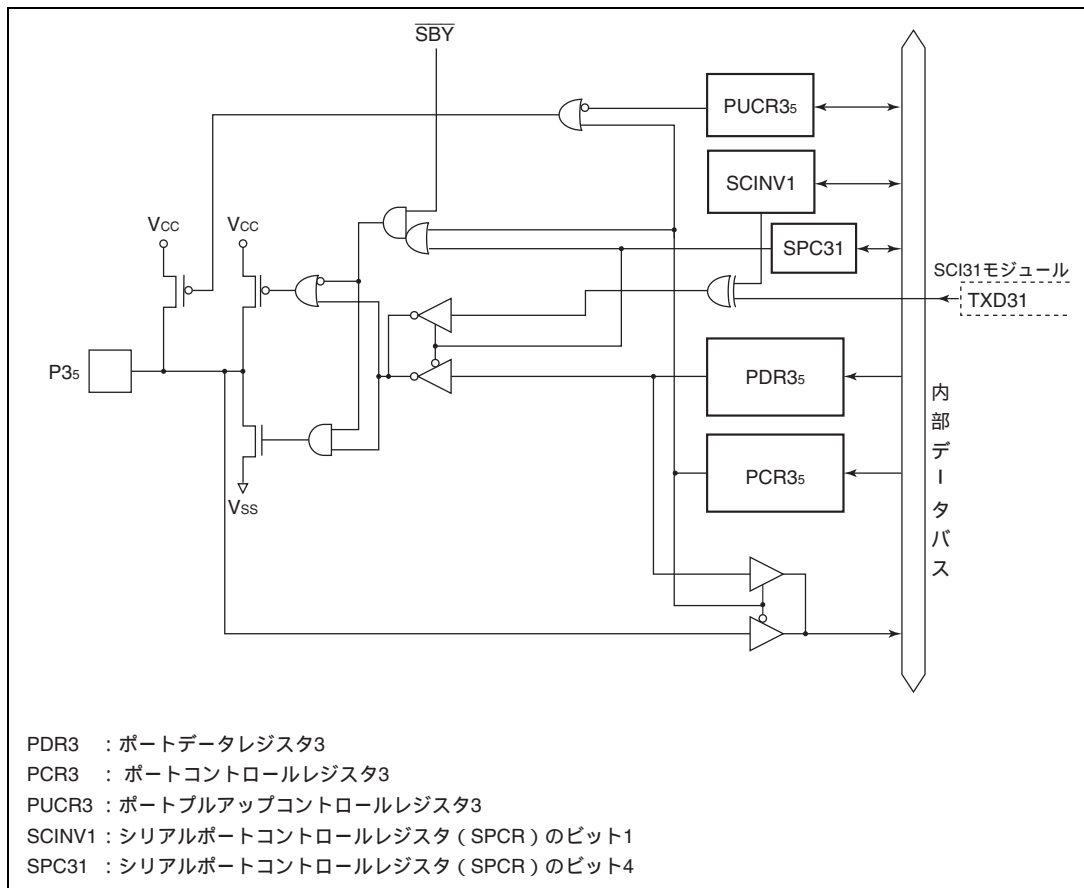 SBY
PUCR35
SCINV1
VCC VCC
SPC31
SCI31モジュール
TXD31
P35
PDR35
PCR35
VSS
内部データバス
PDR3 :ポートデータレジスタ3
PCR3 : ポートコントロールレジスタ3
PUCR3 :ポートプルアップコントロールレジスタ3
SCINV1:シリアルポートコントロールレジスタ(SPCR)のビット1
SPC31 :シリアルポートコントロールレジスタ(SPCR)のビット4